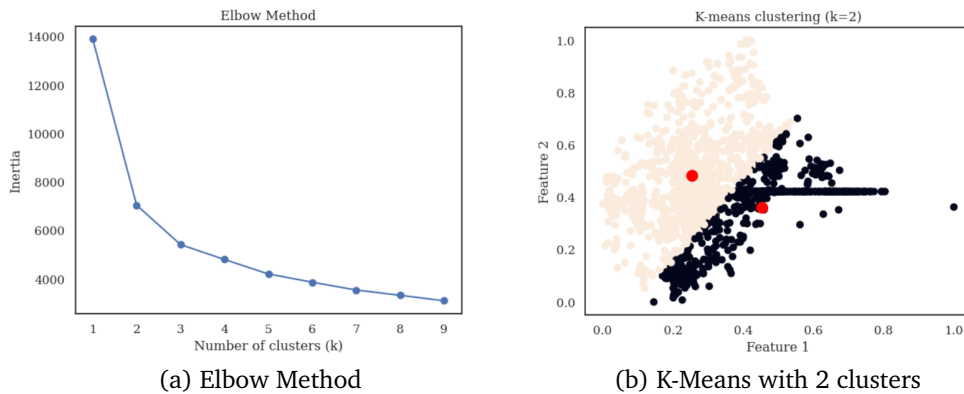 Elbow Method
14000
12000
10000
8000
6000
4000
Inertia
1 2 3 4 5 6 7 8 9
Number of clusters (k)
(a) Elbow Method
K-means clustering (k=2)
1.0
0.8
0.6
0.4
0.2
0.0
Feature 2
0.0 0.2 0.4 0.6 0.8 1.0
Feature 1
(b) K-Means with 2 clusters